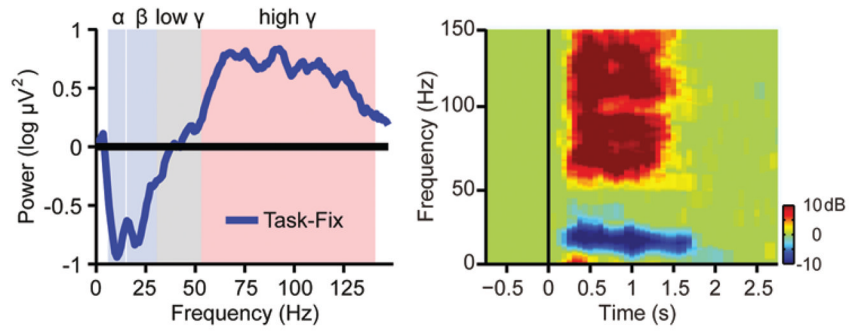 α β low γ high γ
Power (log μV²)
1
0.5
0
-0.5
-1
Task-Fix
0 25 50 75 100 125
Frequency (Hz)
Frequency (Hz)
150
100
50
0
−0.5 0 0.5 1 1.5 2 2.5
Time (s)
10dB
0
-10